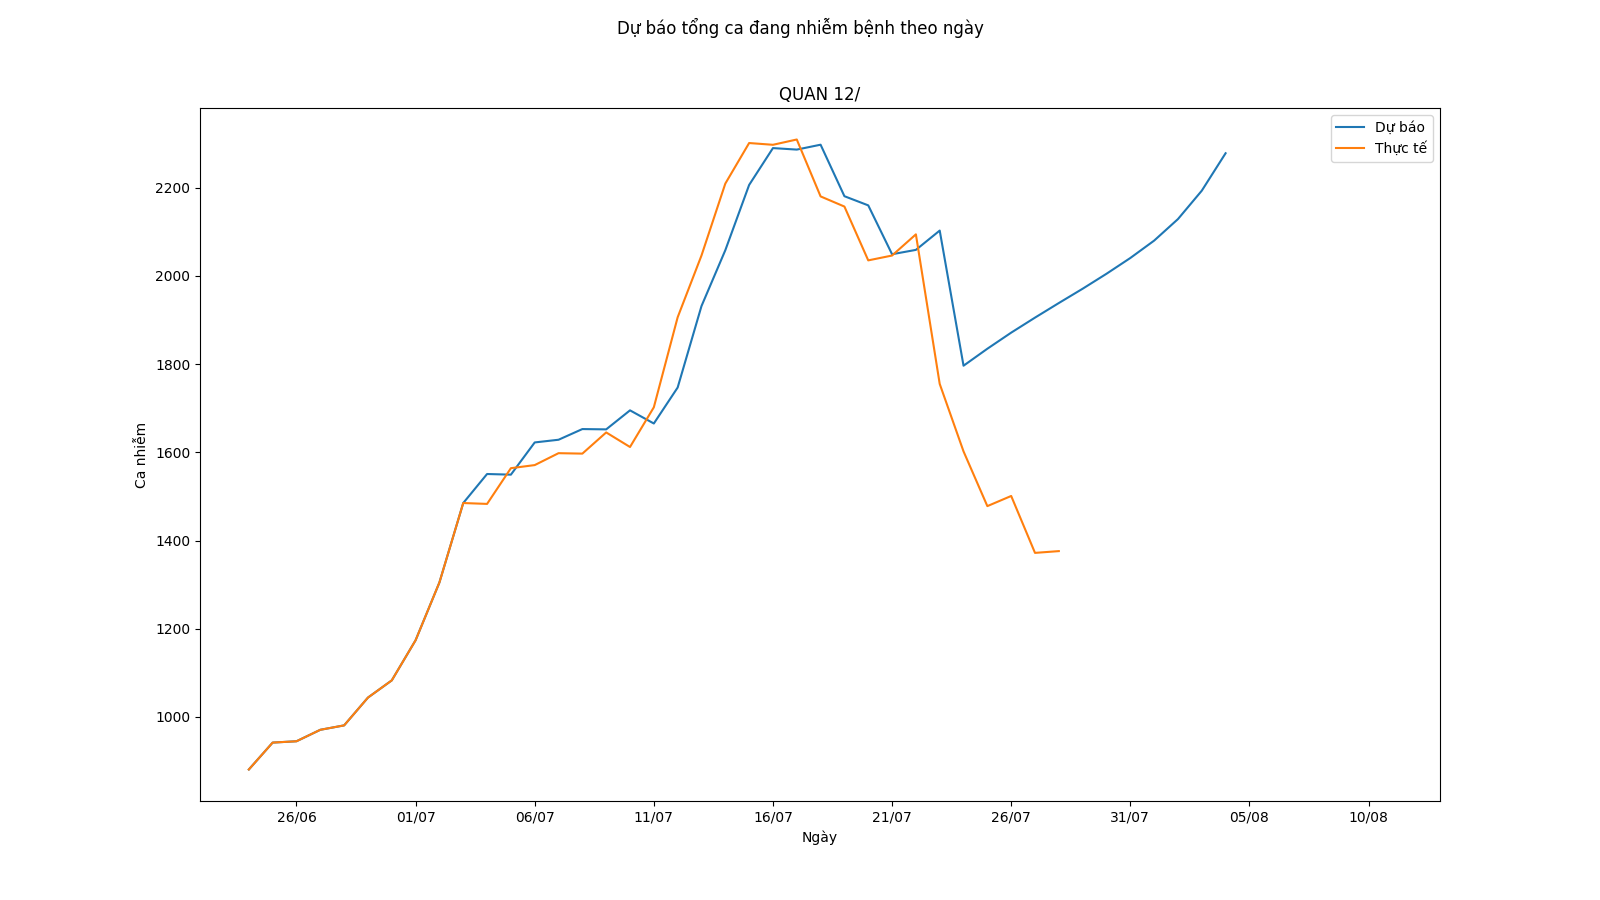 Dự báo tổng ca đang nhiễm bệnh theo ngày
QUAN 12/
Dự báo
Thực tế
2200
2000
1800
1600
1400
1200
1000
Ca nhiễm
26/06 01/07 06/07 11/07 16/07 21/07 26/07 31/07 05/08 10/08
Ngày